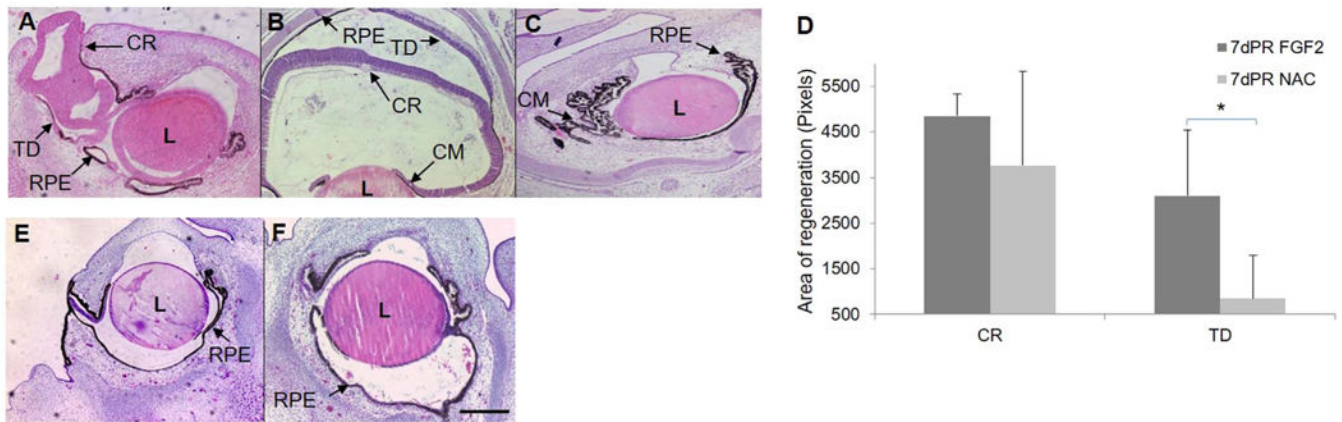 A
CR
TD
RPE
L
B
RPE
TD
CR
CM
L
C
RPE
CM
L
D
7dPR FGF2
7dPR NAC
Area of regeneration (Pixels)
5500
4500
3500
2500
1500
500
*
CR
TD
E
L
RPE
F
L
RPE